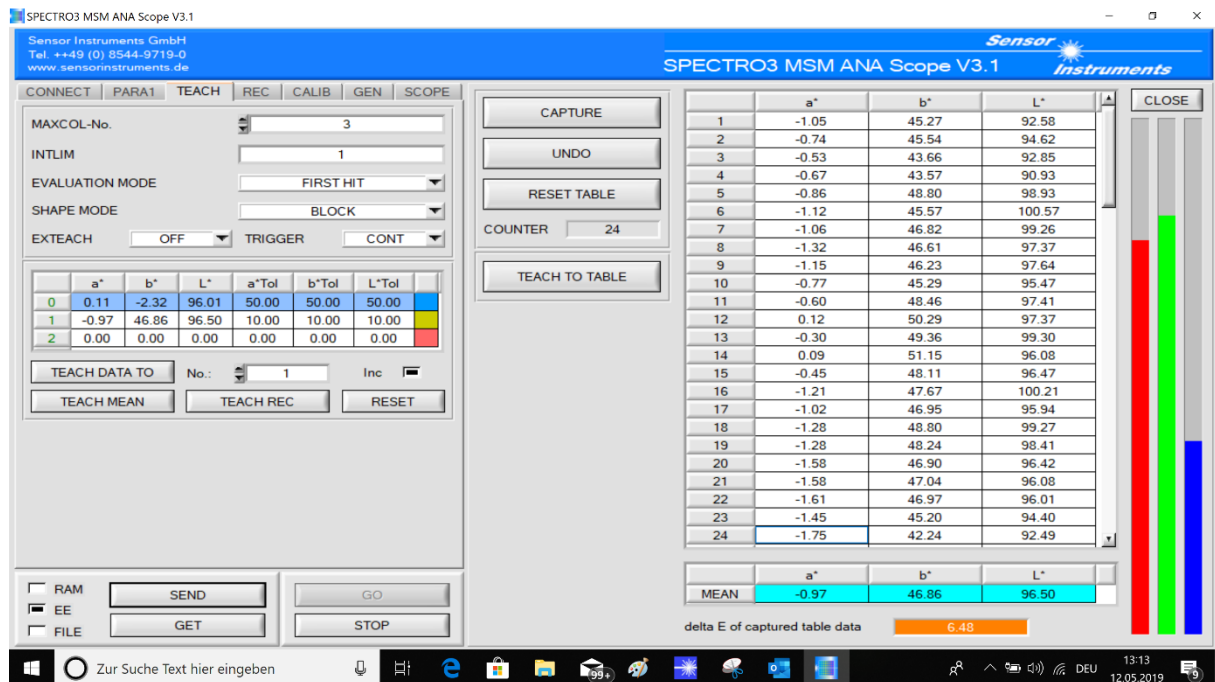 SPECTRO3 MSM ANA Scope V3.1
Sensor Instruments GmbH
Tel. ++49 (0) 8544-9719-0
www.sensorinstruments.de
Sensor
Instruments
SPECTRO3 MSM ANA Scope V3.1
CONNECT PARA1 TEACH REC CALIB GEN SCOPE
MAXCOL-No. 3
INTLIM 1
EVALUATION MODE FIRST HIT
SHAPE MODE BLOCK
EXTEACH OFF TRIGGER CONT
a* b* L* a*Tol b*Tol L*Tol
0 0.11 -2.32 96.01 50.00 50.00 50.00
1 -0.97 46.86 96.50 10.00 10.00 10.00
2 0.00 0.00 0.00 0.00 0.00 0.00
TEACH DATA TO No.: 1 Inc
TEACH MEAN TEACH REC RESET
RAM
EE
FILE
SEND GO
GET STOP
CAPTURE
UNDO
RESET TABLE
COUNTER 24
TEACH TO TABLE
CLOSE
a* b* L*
1 -1.05 45.27 92.58
2 -0.74 45.54 94.62
3 -0.53 43.66 92.85
4 -0.67 43.57 90.93
5 -0.86 48.80 98.93
6 -1.12 45.57 100.57
7 -1.06 46.82 99.26
8 -1.32 46.61 97.37
9 -1.15 46.23 97.64
10 -0.77 45.29 95.47
11 -0.60 48.46 97.41
12 0.12 50.29 97.37
13 -0.30 49.36 99.30
14 0.09 51.15 96.08
15 -0.45 48.11 96.47
16 -1.21 47.67 100.21
17 -1.02 46.95 95.94
18 -1.28 48.80 99.27
19 -1.28 48.24 98.41
20 -1.58 46.90 96.42
21 -1.58 47.04 96.08
22 -1.61 46.97 96.01
23 -1.45 45.20 94.40
24 -1.75 42.24 92.49
a* b* L*
MEAN -0.97 46.86 96.50
delta E of captured table data 6.48
Zur Suche Text hier eingeben
99+
DEU
13:13
12.05.2019
9